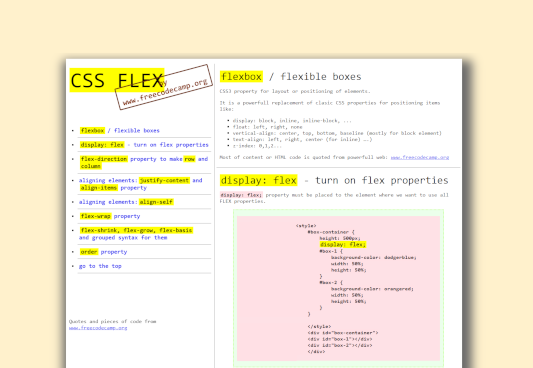 CSS FLEX
by
www.freecodecamp.org
flexbox / flexible boxes
display: flex - turn on flex properties
flex-direction property to make row and
column
aligning elements: justify-content and
align-items property
aligning elements: align-self
flex-wrap property
flex-shrink, flex-grow, flex-basis
and grouped syntax for them
order property
go to the top
Quotes and pieces of code from
www.freecodecamp.org
flexbox / flexible boxes
CSS3 property for layout or positioning of elements.
It is a powerfull replacement of clasic CSS properties for positioning items
like:
display: block, inline, inline-block, ...
float: left, right, none
vertical-align: center, top, bottom, baseline (mostly for block element)
text-align: left, right, center (for inline) ...
z-index: 0,1,2...
Most of content or HTML code is quoted from powerfull web: www.freecodecamp.org
display: flex - turn on flex properties
display: flex; property must be placed to the element where we want to use all
FLEX properties.
<style>
#box-container {
height: 500px;
display: flex;
#box-1 {
background-color: dodgerblue;
width: 50%;
height: 50%;
}
#box-2 {
background-color: orangered;
width: 50%;
height: 50%;
}
}
</style>
<div id="box-container">
<div id="box-1"></div>
<div id="box-2"></div>
</div>